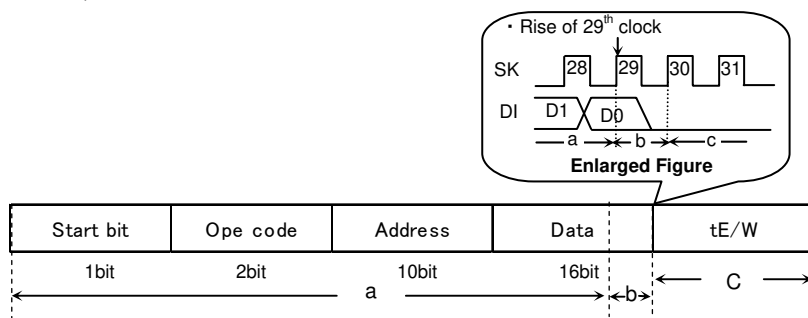 ・Rise of 29th clock
SK 28 29 30 31
DI D1 D0
a b c
Enlarged Figure
Start bit Ope code Address Data tE/W
1bit 2bit 10bit 16bit
a b C